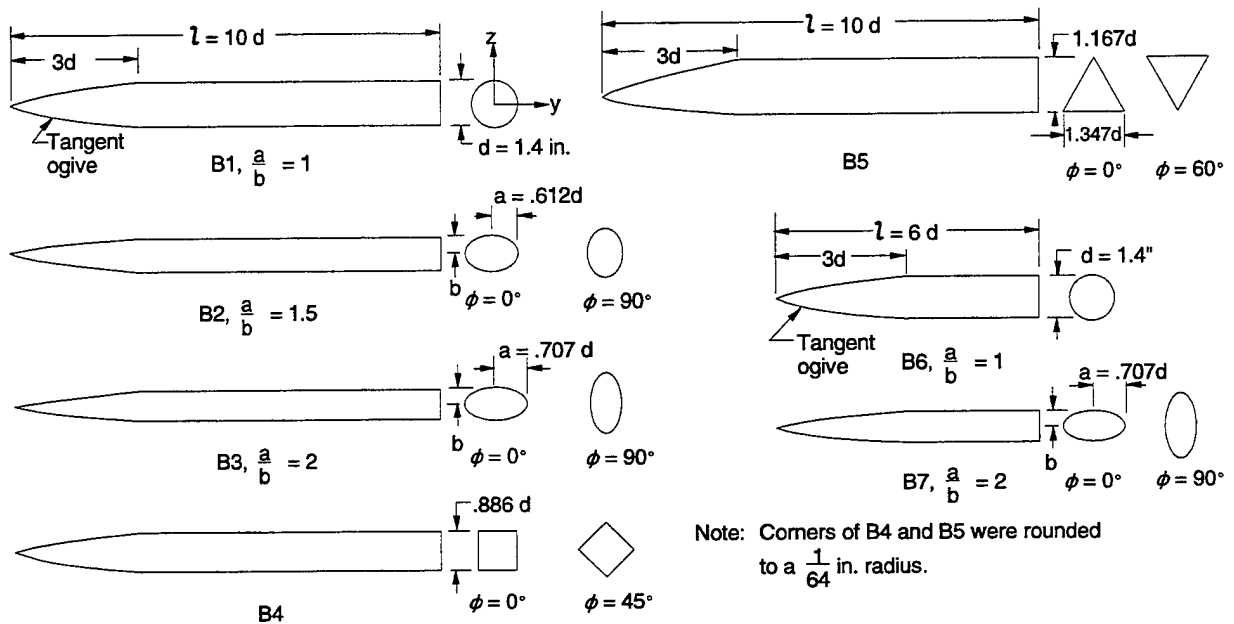 l = 10 d
3d
z
y
d = 1.4 in.
Tangent
ogive
B1, a/b = 1
l = 10 d
3d
1.167d
1.347d
B5
ϕ = 0°
ϕ = 60°
a = .612d
b
ϕ = 0°
ϕ = 90°
B2, a/b = 1.5
l = 6 d
3d
d = 1.4"
Tangent
ogive
B6, a/b = 1
a = .707 d
b
ϕ = 0°
ϕ = 90°
B3, a/b = 2
a = .707d
b
ϕ = 0°
ϕ = 90°
B7, a/b = 2
.886 d
ϕ = 0°
ϕ = 45°
B4
Note: Corners of B4 and B5 were rounded
to a 1/64 in. radius.